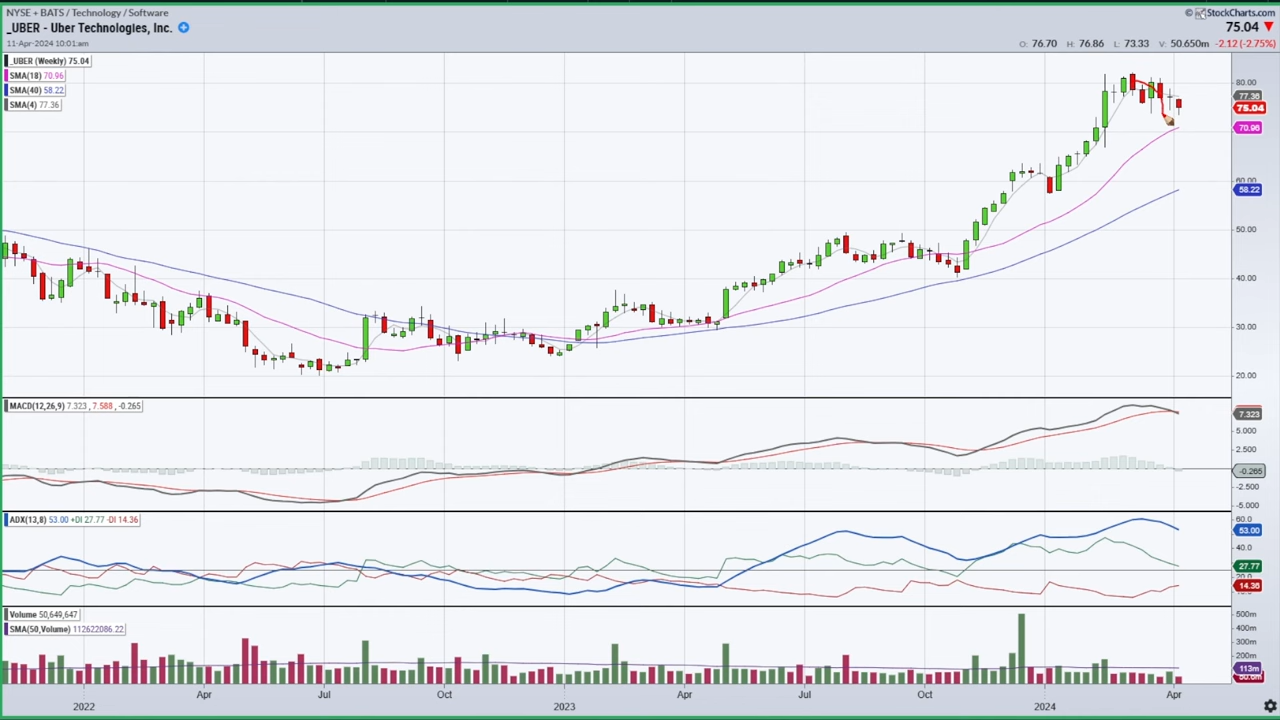 NYSE + BATS / Technology / Software
© StockCharts.com
_UBER - Uber Technologies, Inc.
75.04
11-Apr-2024 10:01am
O: 76.70 H: 76.86 L: 73.33 V: 50.650m -2.12 (-2.75%)
_UBER (Weekly) 75.04
SMA(18) 70.96
SMA(40) 58.22
SMA(4) 77.36
80.00
77.36
75.04
70.96
60.00
58.22
50.00
40.00
30.00
20.00
MACD(12,26,9) 7.323, 7.588, -0.265
7.323
5.000
2.500
-0.265
-2.500
-5.000
ADX(13,8) 53.00 +DI 27.77 -DI 14.36
60.0
53.00
40.0
27.77
20.0
14.36
Volume 50,649,647
SMA(50,Volume) 112622086.22
500m
400m
300m
200m
113m
50.6m
Apr Jul Oct Apr Jul Oct Apr
2022 2023 2024